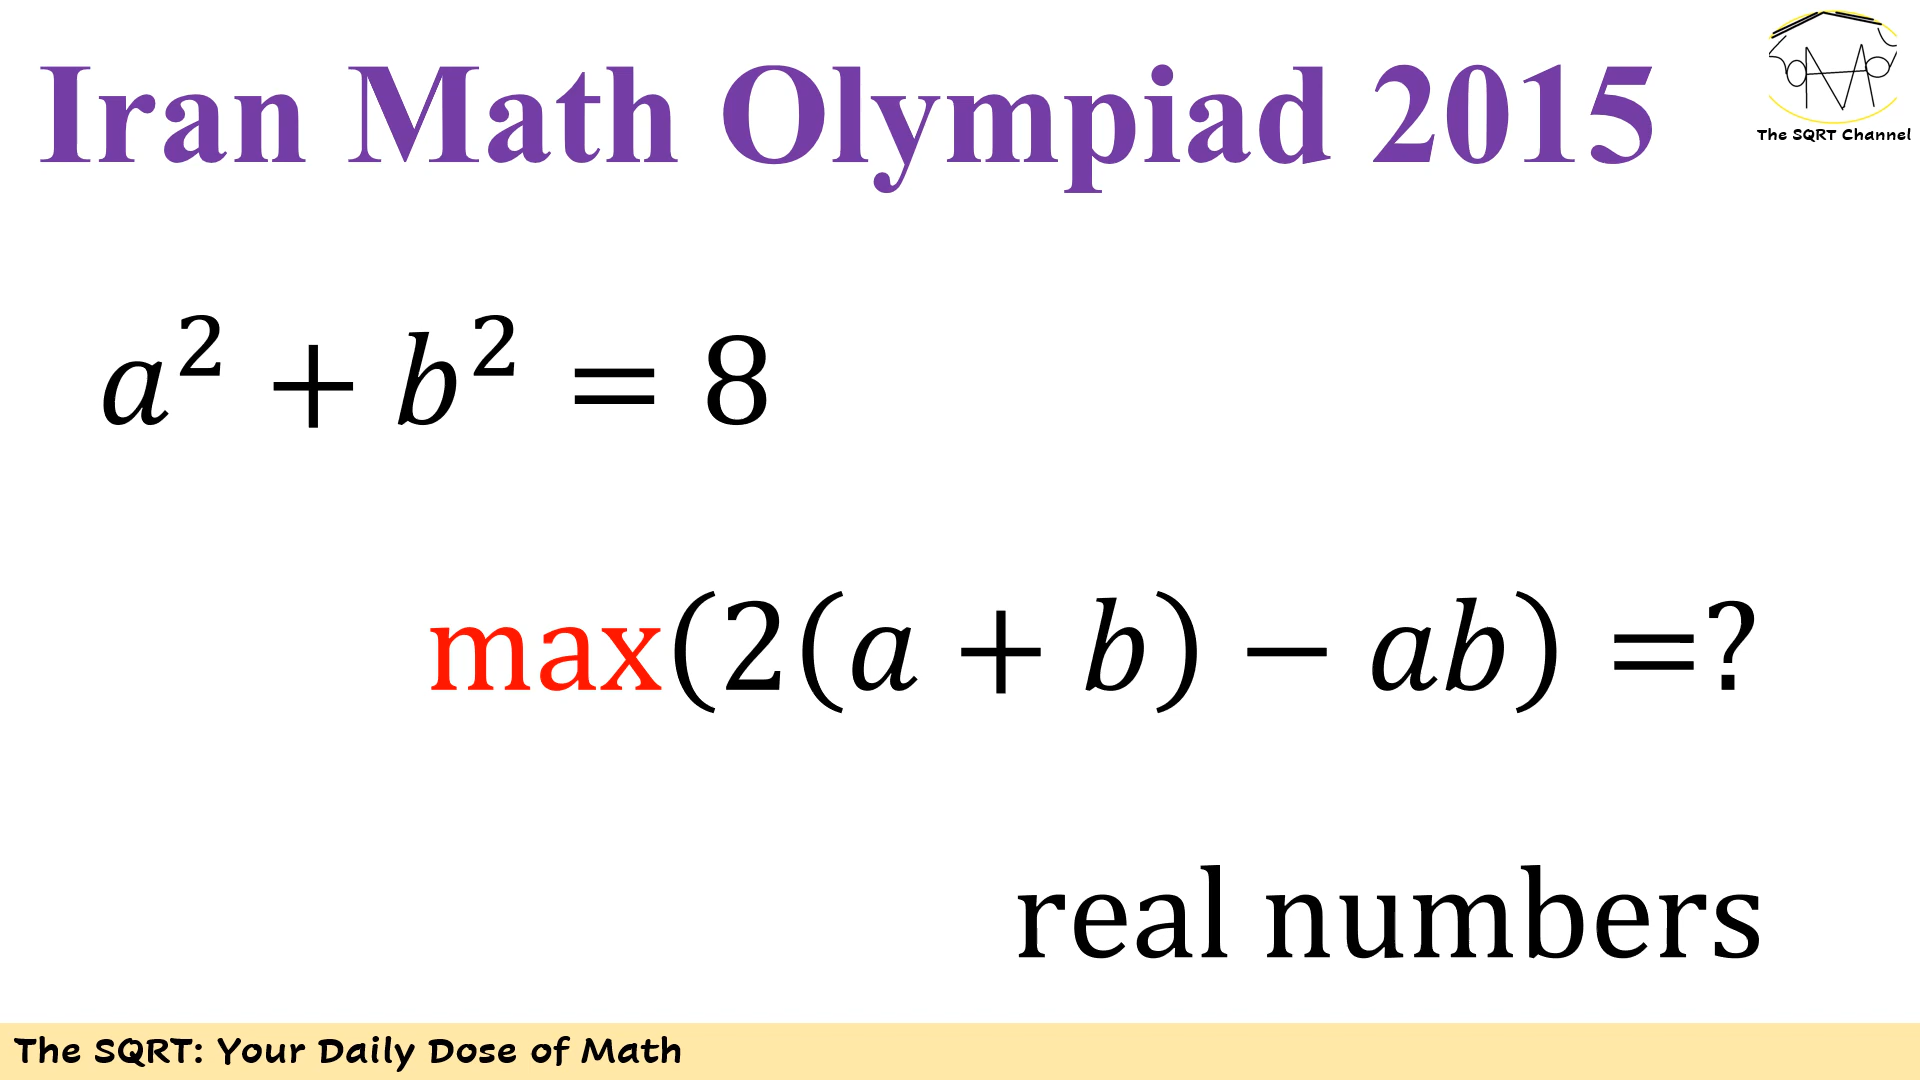 Iran Math Olympiad 2015
The SQRT Channel
a² + b² = 8
max(2(a + b) − ab) =?
real numbers
The SQRT: Your Daily Dose of Math